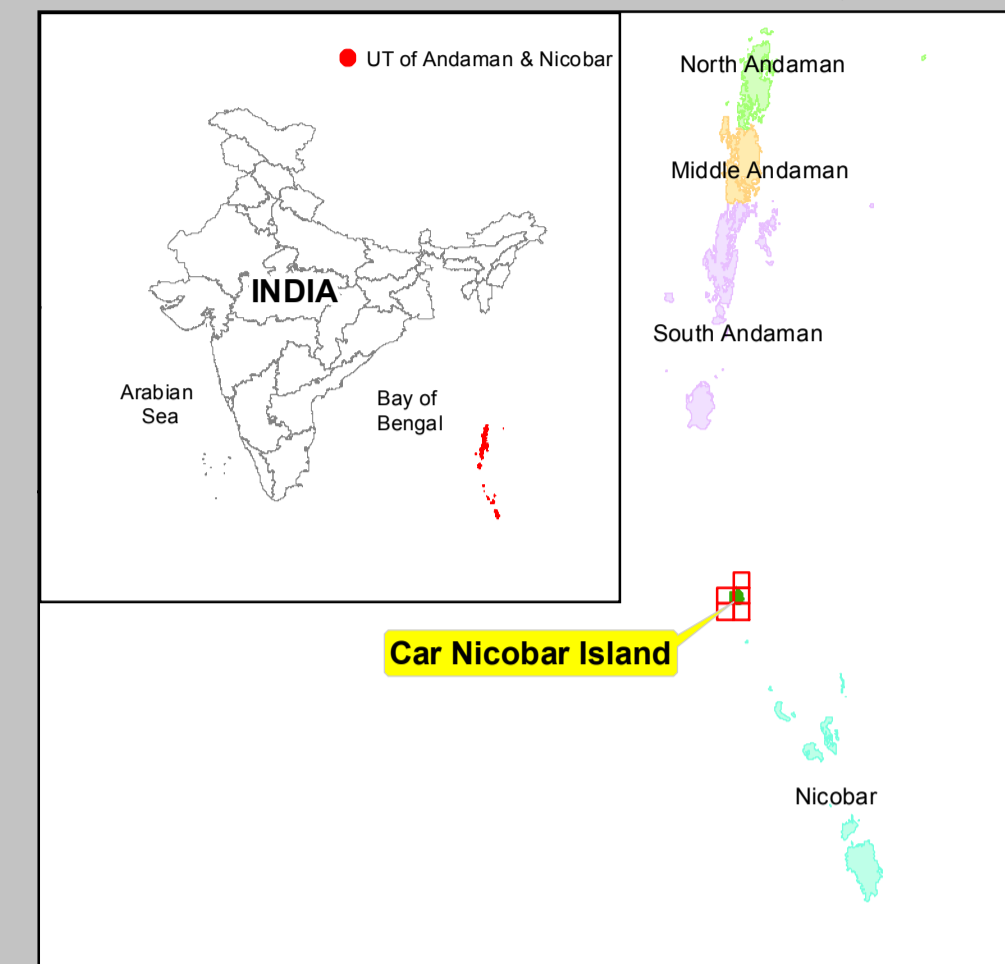 UT of Andaman & Nicobar
INDIA
Arabian
Sea
Bay of
Bengal
North Andaman
Middle Andaman
South Andaman
Car Nicobar Island
Nicobar